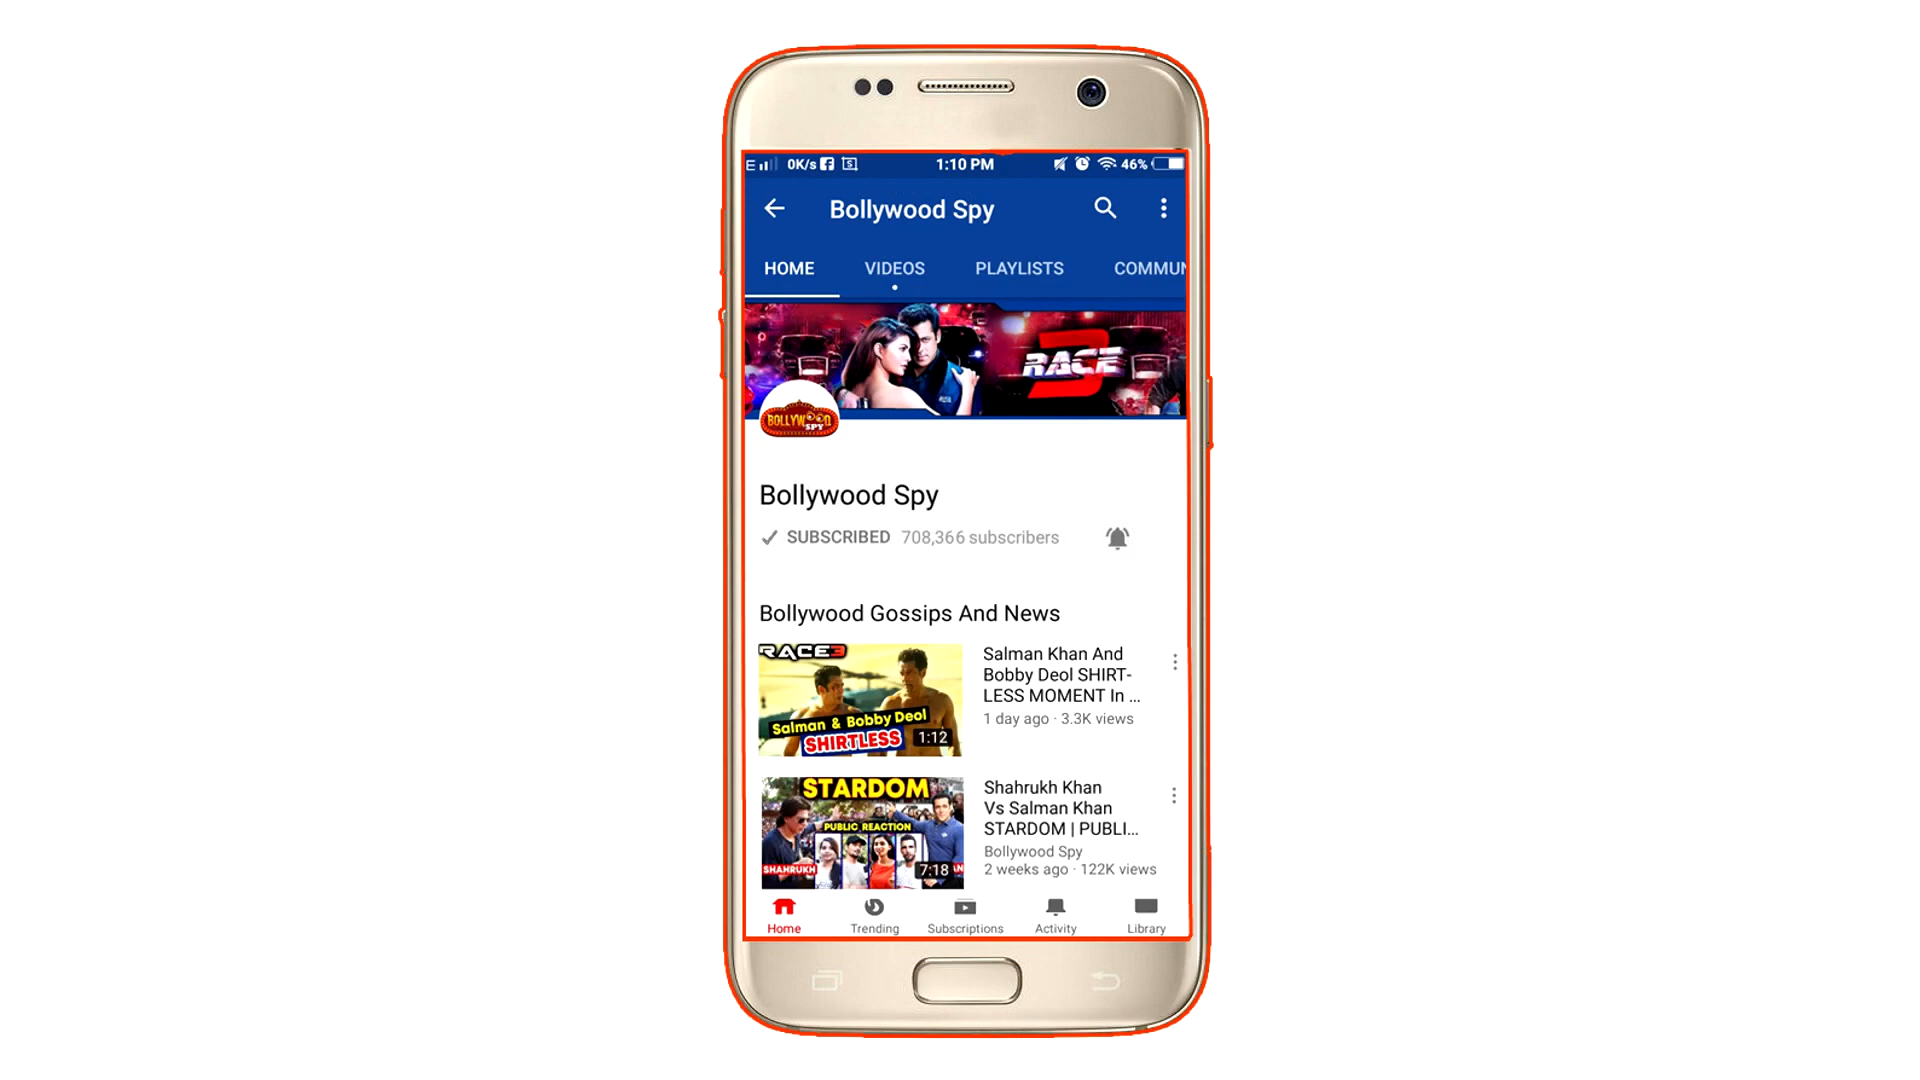 E 0K/s 1:10 PM 46%
Bollywood Spy
HOME VIDEOS PLAYLISTS COMMUN
RACE 3
BOLLYWOOD
SPY
Bollywood Spy
SUBSCRIBED 708,366 subscribers
Bollywood Gossips And News
RACE3
Salman & Bobby Deol
SHIRTLESS
1:12
Salman Khan And
Bobby Deol SHIRT-
LESS MOMENT In ...
1 day ago · 3.3K views
STARDOM
PUBLIC REACTION
SHAHRUKH
7:18
AN
Shahrukh Khan
Vs Salman Khan
STARDOM | PUBLI...
Bollywood Spy
2 weeks ago · 122K views
Home Trending Subscriptions Activity Library